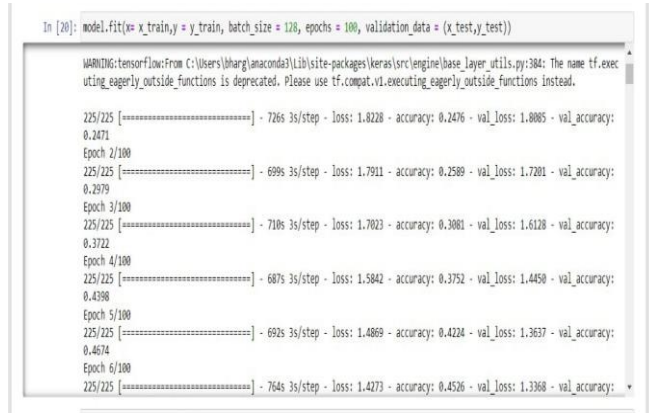 In [20]: model.fit(x= x_train,y = y_train, batch_size = 128, epochs = 100, validation_data = (x_test,y_test))
WARNING:tensorflow:From C:\Users\bharg\anaconda3\Lib\site-packages\keras\src\engine\base_layer_utils.py:384: The name tf.exec
uting_eagerly_outside_functions is deprecated. Please use tf.compat.v1.executing_eagerly_outside_functions instead.
225/225 [==============================] - 726s 3s/step - loss: 1.8228 - accuracy: 0.2476 - val_loss: 1.8085 - val_accuracy:
0.2471
Epoch 2/100
225/225 [==============================] - 699s 3s/step - loss: 1.7911 - accuracy: 0.2589 - val_loss: 1.7201 - val_accuracy:
0.2979
Epoch 3/100
225/225 [==============================] - 710s 3s/step - loss: 1.7023 - accuracy: 0.3081 - val_loss: 1.6128 - val_accuracy:
0.3722
Epoch 4/100
225/225 [==============================] - 687s 3s/step - loss: 1.5842 - accuracy: 0.3752 - val_loss: 1.4450 - val_accuracy:
0.4398
Epoch 5/100
225/225 [==============================] - 692s 3s/step - loss: 1.4869 - accuracy: 0.4224 - val_loss: 1.3637 - val_accuracy:
0.4674
Epoch 6/100
225/225 [==============================] - 764s 3s/step - loss: 1.4273 - accuracy: 0.4526 - val_loss: 1.3368 - val_accuracy: